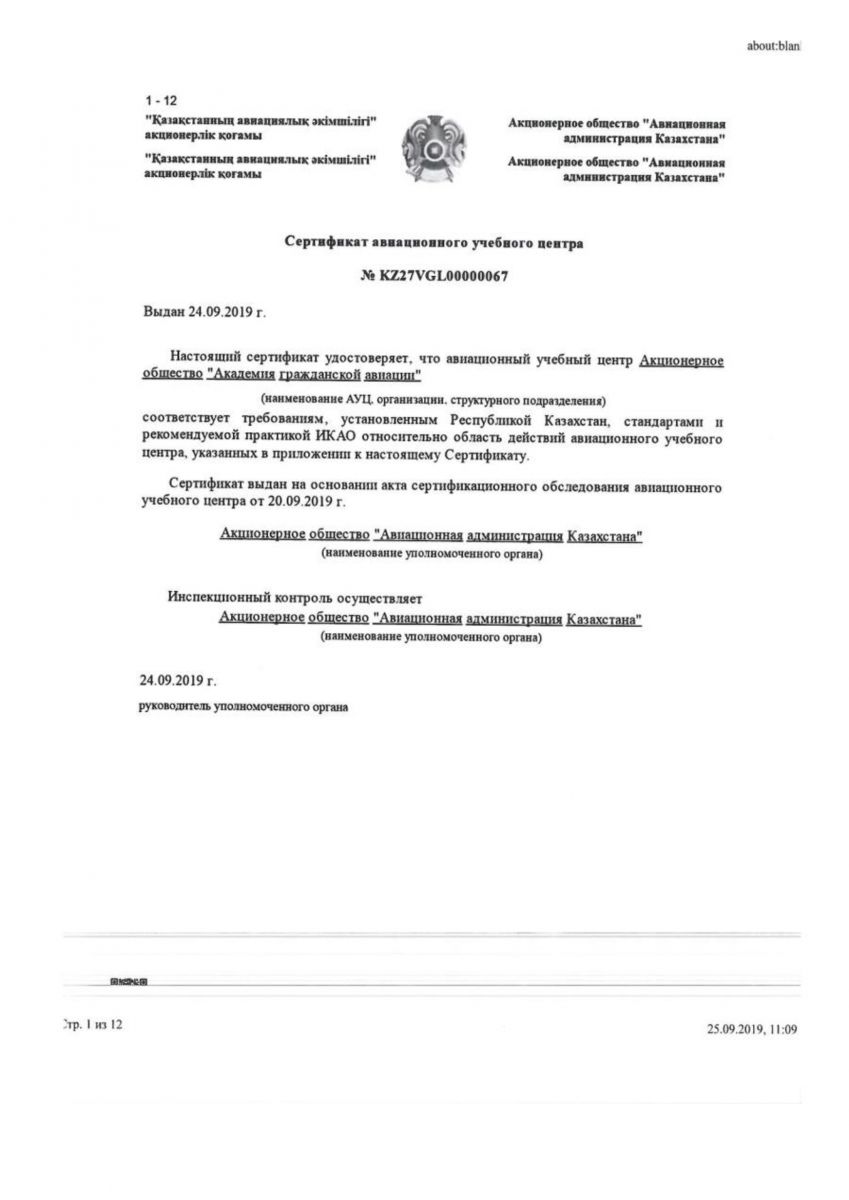 about:blan
1 - 12
"Қазақстанның авиациялық әкімшілігі"
акционерлік қоғамы
"Қазақстанның авиациялық әкімшілігі"
акционерлік қоғамы
Акционерное общество "Авиационная
администрация Казахстана"
Акционерное общество "Авиационная
администрация Казахстана"
Сертификат авиационного учебного центра
№ KZ27VGL00000067
Выдан 24.09.2019 г.
Настоящий сертификат удостоверяет, что авиационный учебный центр Акционерное
общество "Академия гражданской авиации"
(наименование АУЦ, организации, структурного подразделения)
соответствует требованиям, установленным Республикой Казахстан, стандартами и
рекомендуемой практикой ИКАО относительно область действий авиационного учебного
центра, указанных в приложении к настоящему Сертификату.
Сертификат выдан на основании акта сертификационного обследования авиационного
учебного центра от 20.09.2019 г.
Акционерное общество "Авиационная администрация Казахстана"
(наименование уполномоченного органа)
Инспекционный контроль осуществляет
Акционерное общество "Авиационная администрация Казахстана"
(наименование уполномоченного органа)
24.09.2019 г.
руководитель уполномоченного органа
Стр. 1 из 12
25.09.2019, 11:09